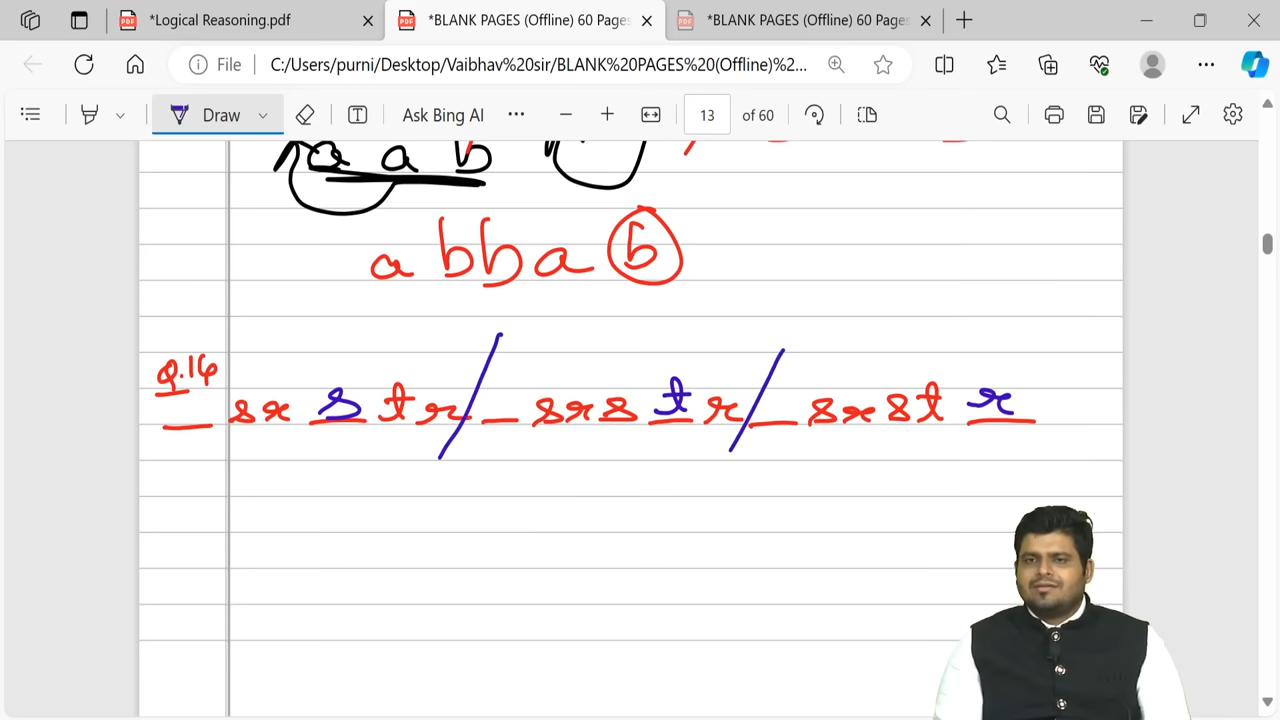 *Logical Reasoning.pdf
*BLANK PAGES (Offline) 60 Pages
*BLANK PAGES (Offline) 60 Page
File
C:/Users/purni/Desktop/Vaibhav%20sir/BLANK%20PAGES%20(Offline)%2...
Draw
Ask Bing AI
13 of 60
a a b
a b b a b
Q.14
_ s r s t r / _ s r s t r / _ s r s t r